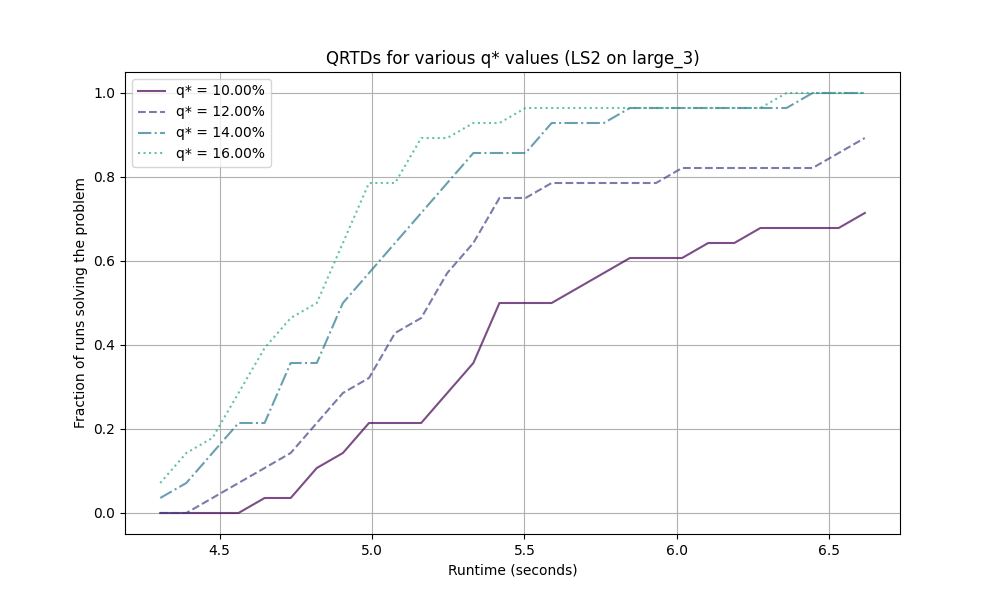 QRTDs for various q* values (LS2 on large_3)
q* = 10.00%
q* = 12.00%
q* = 14.00%
q* = 16.00%
Fraction of runs solving the problem
1.0
0.8
0.6
0.4
0.2
0.0
4.5 5.0 5.5 6.0 6.5
Runtime (seconds)